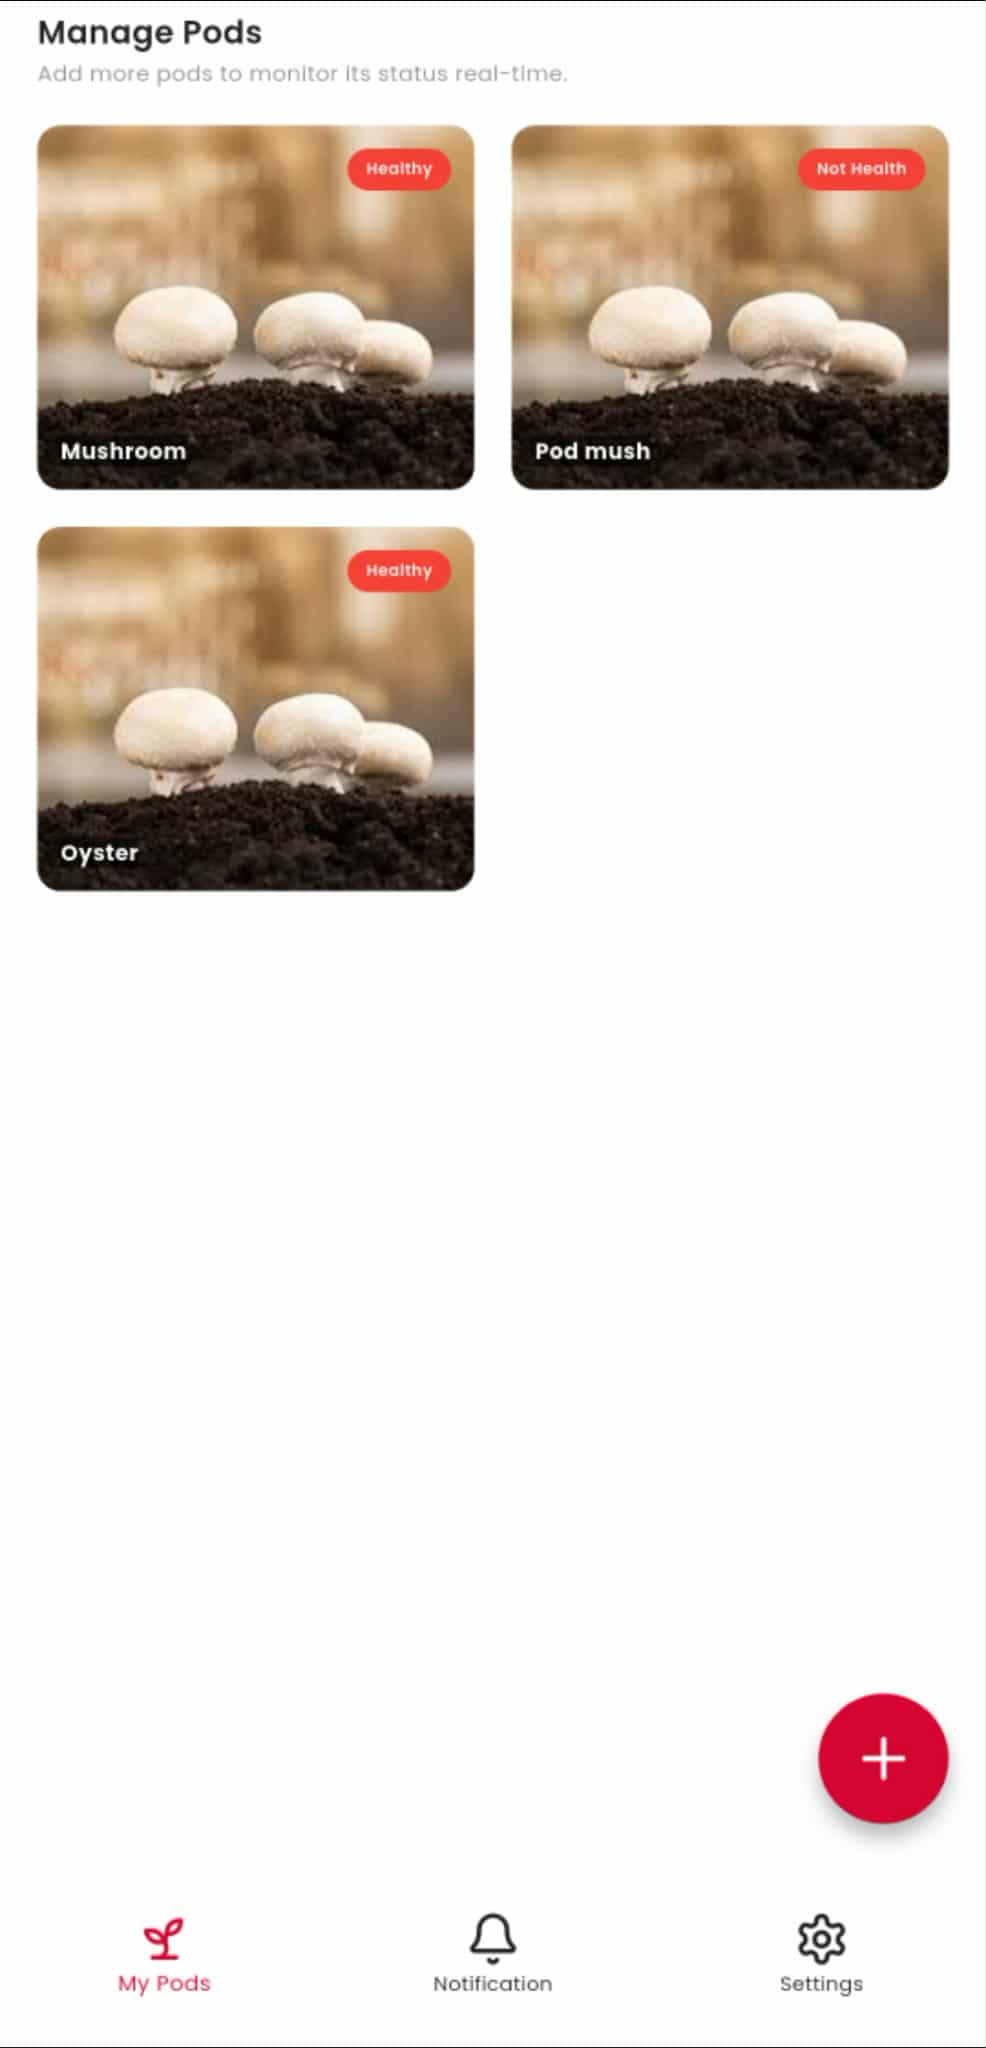 Manage Pods
Add more pods to monitor its status real-time.
Healthy
Not Health
Mushroom
Pod mush
Healthy
Oyster
My Pods
Notification
Settings